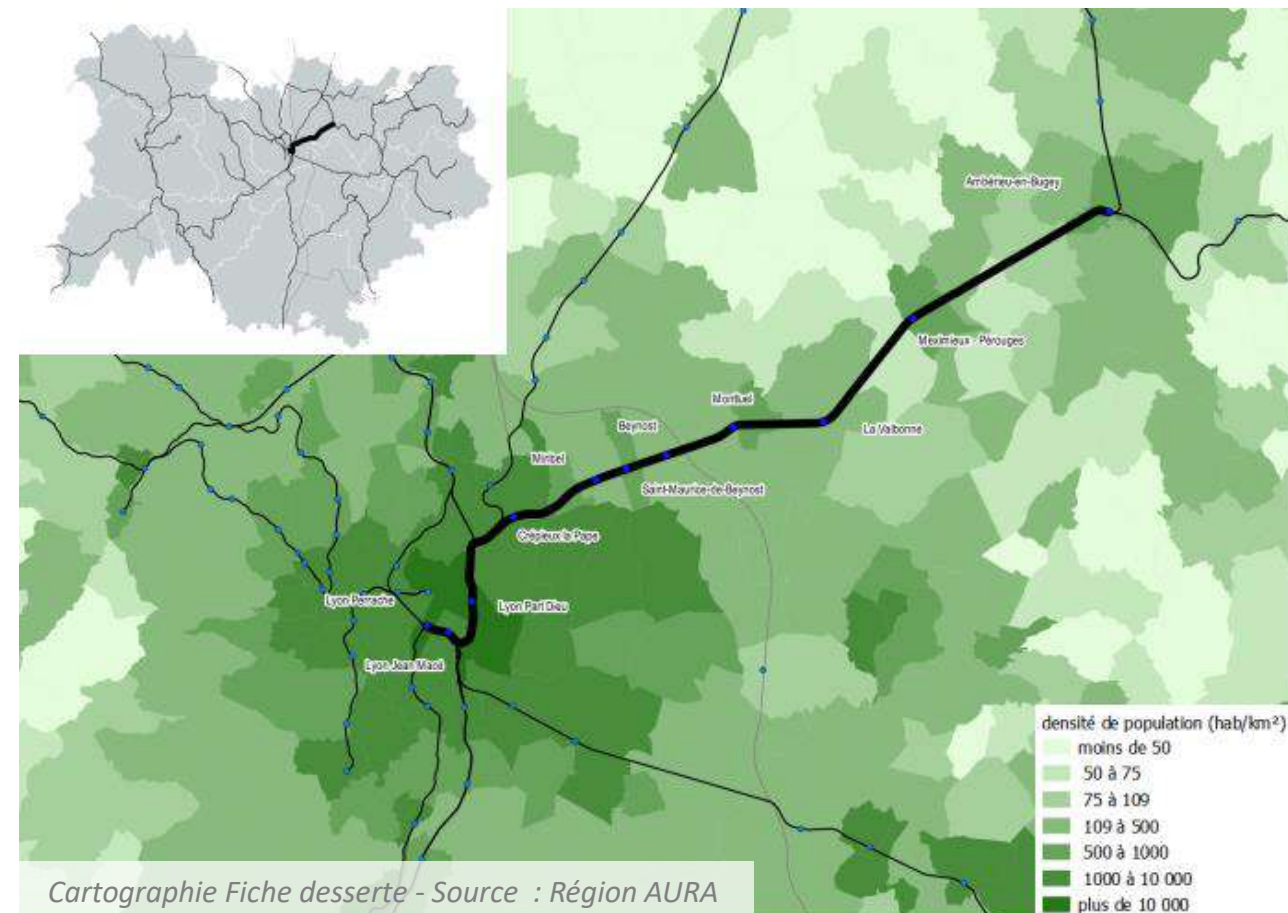 Ambérieu-en-Bugey
Meximieux - Pérouges
Montluel
La Valbonne
Beynost
Miribel
Saint-Maurice-de-Beynost
Crépieux la Pape
Lyon Perrache
Lyon Part Dieu
Lyon Jean Macé
densité de population (hab/km²)
moins de 50
50 à 75
75 à 109
109 à 500
500 à 1000
1000 à 10 000
plus de 10 000
Cartographie Fiche desserte - Source : Région AURA